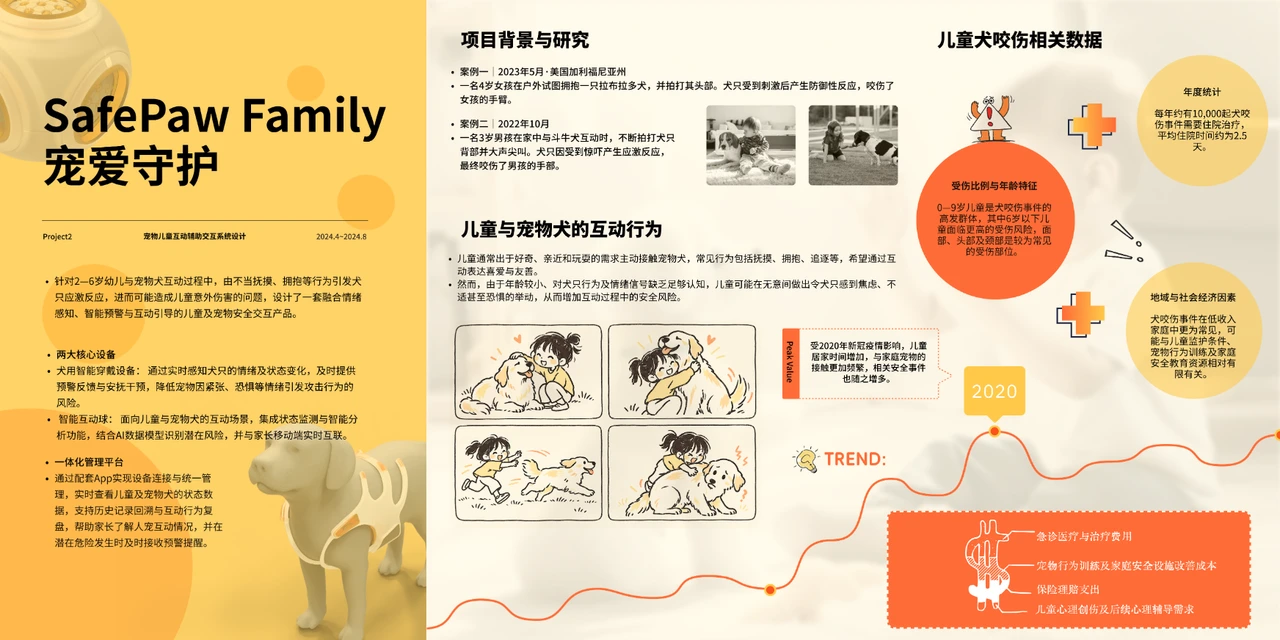 SafePaw Family
宠爱守护
Project2
宠物儿童互动辅助交互系统设计
2024.4~2024.8
• 针对2—6岁幼儿与宠物犬互动过程中，由不当抚摸、拥抱等行为引发犬
只应激反应，进而可能造成儿童意外伤害的问题，设计了一套融合情绪
感知、智能预警与互动引导的儿童及宠物安全交互产品。
• 两大核心设备
• 犬用智能穿戴设备： 通过实时感知犬只的情绪及状态变化，及时提供
预警反馈与安抚干预，降低宠物因紧张、恐惧等情绪引发攻击行为的
风险。
• 智能互动球： 面向儿童与宠物犬的互动场景，集成状态监测与智能分
析功能，结合AI数据模型识别潜在风险，并与家长移动端实时互联。
• 一体化管理平台
• 通过配套App实现设备连接与统一管
理，实时查看儿童及宠物犬的状态数
据，支持历史记录回溯与互动行为复
盘，帮助家长了解人宠互动情况，并在
潜在危险发生时及时接收预警提醒。
项目背景与研究
• 案例一｜2023年5月·美国加利福尼亚州
• 一名4岁女孩在户外试图拥抱一只拉布拉多犬，并拍打其头部。犬只受到刺激后产生防御性反应，咬伤了
女孩的手臂。
• 案例二｜2022年10月
• 一名3岁男孩在家中与斗牛犬互动时，不断拍打犬只
背部并大声尖叫。犬只因受到惊吓产生应激反应，
最终咬伤了男孩的手部。
儿童与宠物犬的互动行为
• 儿童通常出于好奇、亲近和玩耍的需求主动接触宠物犬，常见行为包括抚摸、拥抱、追逐等，希望通过互
动表达喜爱与友善。
• 然而，由于年龄较小、对犬只行为及情绪信号缺乏足够认知，儿童可能在无意间做出令犬只感到焦虑、不
适甚至恐惧的举动，从而增加互动过程中的安全风险。
Peak Value
受2020年新冠疫情影响，儿童
居家时间增加，与家庭宠物的
接触更加频繁，相关安全事件
也随之增多。
2020
TREND:
儿童犬咬伤相关数据
年度统计
每年约有10,000起犬咬
伤事件需要住院治疗，
平均住院时间约为2.5
天。
受伤比例与年龄特征
0—9岁儿童是犬咬伤事件的
高发群体，其中6岁以下儿
童面临更高的受伤风险，面
部、头部及颈部是较为常见
的受伤部位。
地域与社会经济因素
犬咬伤事件在低收入
家庭中更为常见，可
能与儿童监护条件、
宠物行为训练及家庭
安全教育资源相对有
限有关。
急诊医疗与治疗费用
宠物行为训练及家庭安全设施改善成本
保险理赔支出
儿童心理创伤及后续心理辅导需求